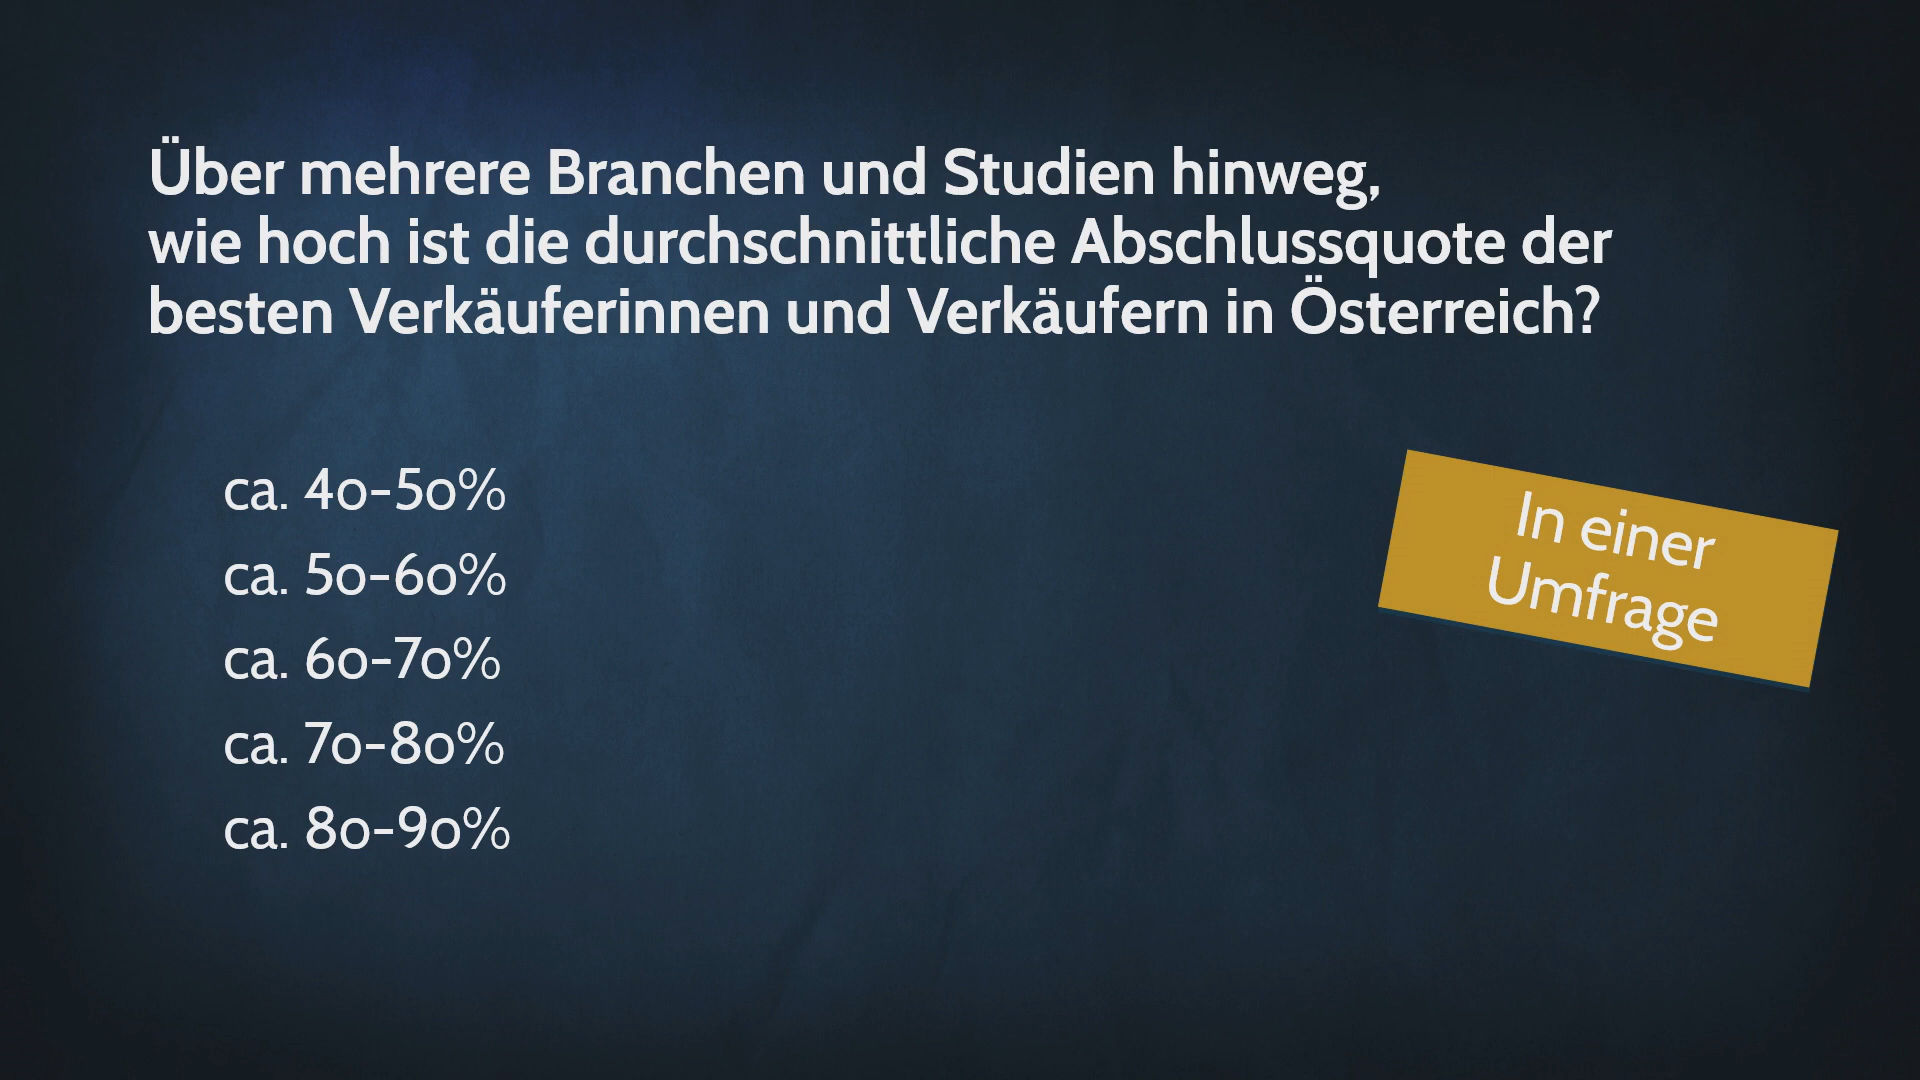 Über mehrere Branchen und Studien hinweg,
wie hoch ist die durchschnittliche Abschlussquote der
besten Verkäuferinnen und Verkäufern in Österreich?
ca. 40-50%
ca. 50-60%
ca. 60-70%
ca. 70-80%
ca. 80-90%
In einer
Umfrage